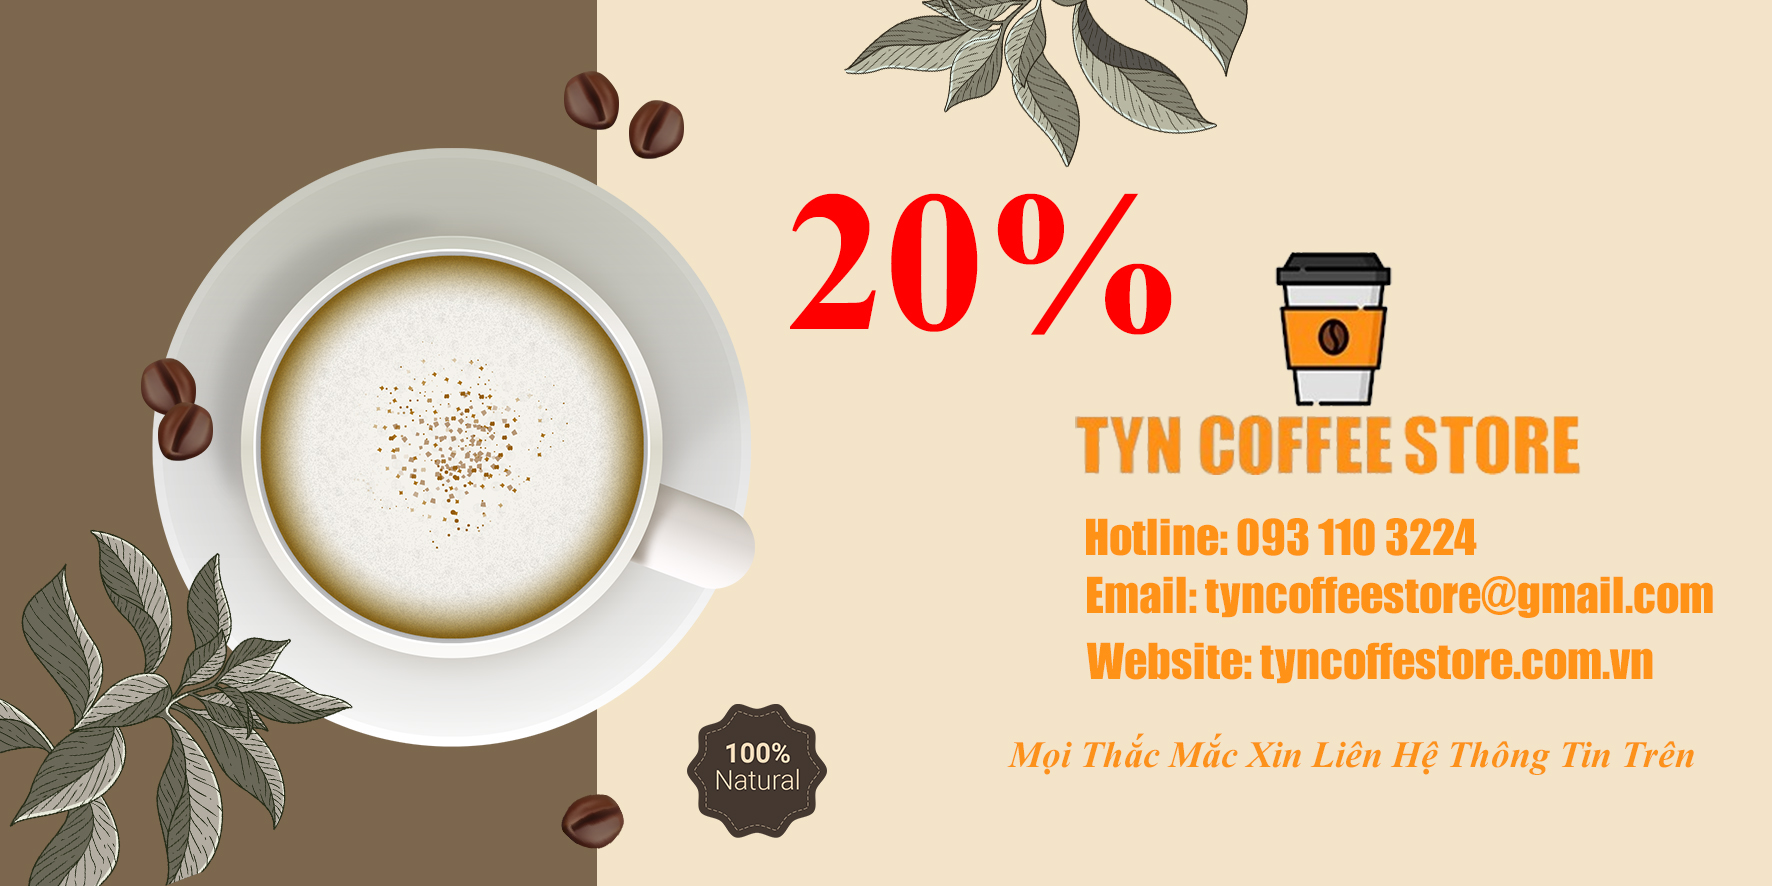 20%
TYN COFFEE STORE
Hotline: 093 110 3224
Email: tyncoffeestore@gmail.com
Website: tyncoffestore.com.vn
100%
Natural
Mọi Thắc Mắc Xin Liên Hệ Thông Tin Trên